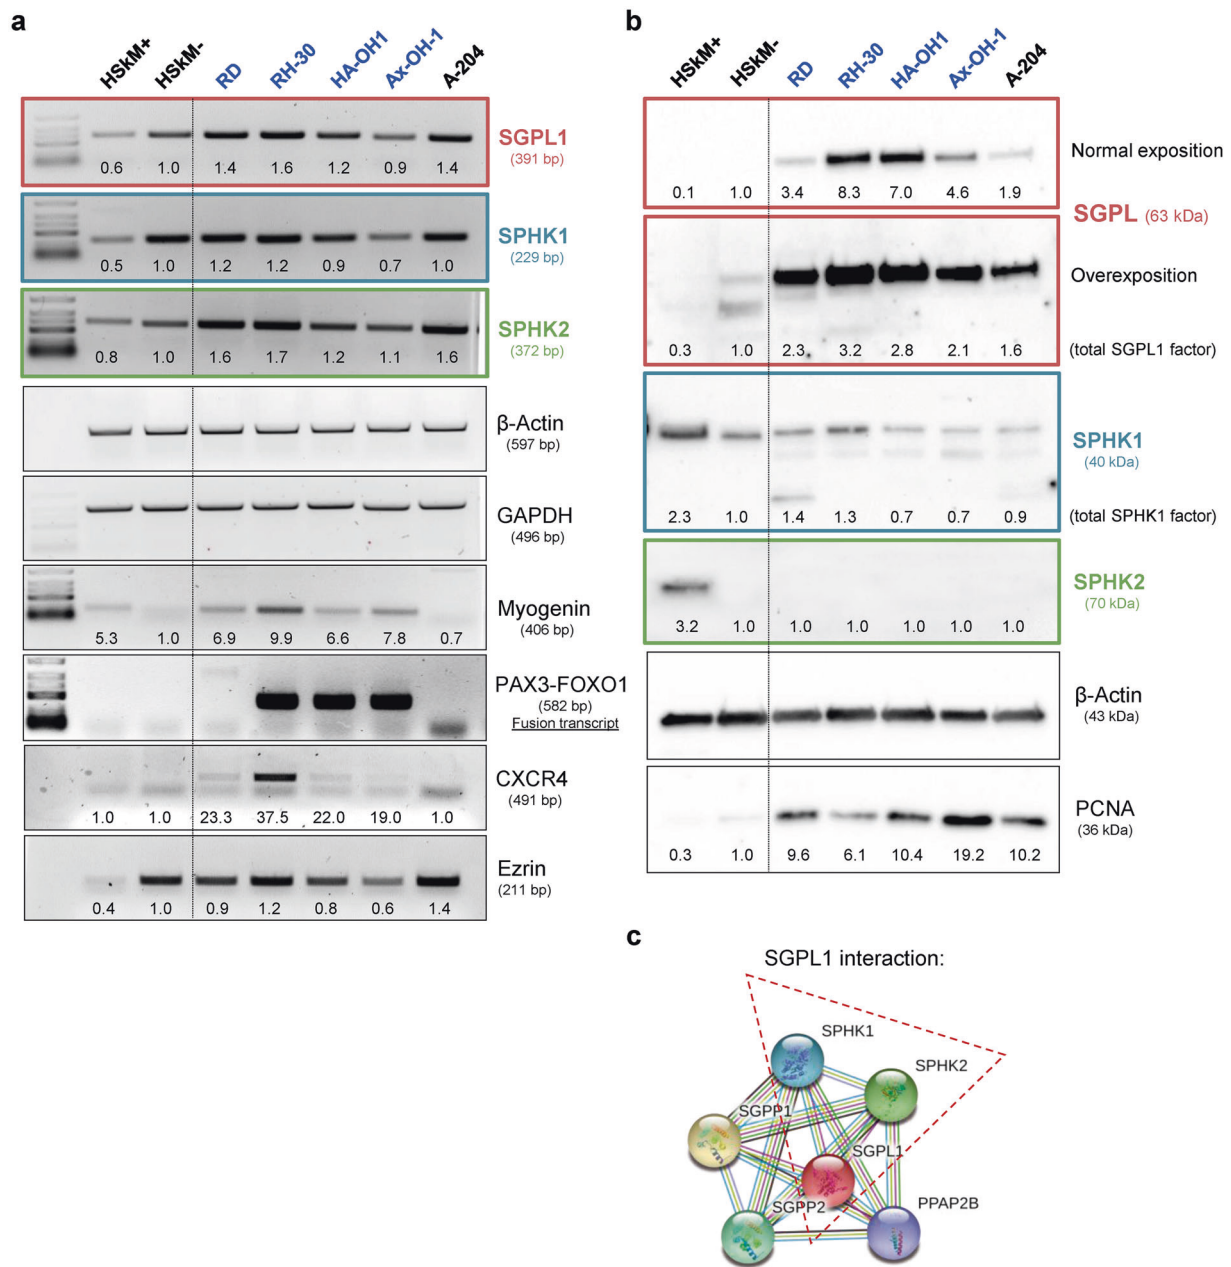 a
HSkM+ HSkM- RD RH-30 HA-OH1 Ax-OH-1 A-204
SGPL1
(391 bp)
0.6 1.0 1.4 1.6 1.2 0.9 1.4
SPHK1
(229 bp)
0.5 1.0 1.2 1.2 0.9 0.7 1.0
SPHK2
(372 bp)
0.8 1.0 1.6 1.7 1.2 1.1 1.6
β-Actin
(597 bp)
GAPDH
(496 bp)
Myogenin
(406 bp)
5.3 1.0 6.9 9.9 6.6 7.8 0.7
PAX3-FOXO1
(582 bp)
Fusion transcript
CXCR4
(491 bp)
1.0 1.0 23.3 37.5 22.0 19.0 1.0
Ezrin
(211 bp)
0.4 1.0 0.9 1.2 0.8 0.6 1.4
b
HSkM+ HSkM- RD RH-30 HA-OH1 Ax-OH-1 A-204
Normal exposition
0.1 1.0 3.4 8.3 7.0 4.6 1.9
SGPL (63 kDa)
Overexposition
0.3 1.0 2.3 3.2 2.8 2.1 1.6 (total SGPL1 factor)
SPHK1
(40 kDa)
2.3 1.0 1.4 1.3 0.7 0.7 0.9 (total SPHK1 factor)
SPHK2
(70 kDa)
3.2 1.0 1.0 1.0 1.0 1.0 1.0
β-Actin
(43 kDa)
PCNA
(36 kDa)
0.3 1.0 9.6 6.1 10.4 19.2 10.2
c
SGPL1 interaction:
SPHK1
SPHK2
SGPP1
SGPL1
SGPP2
PPAP2B